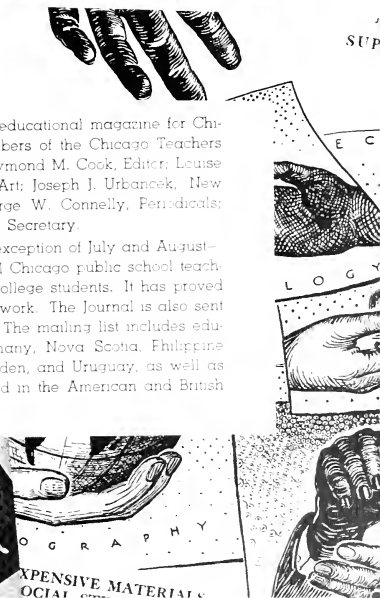 SUP
educational magazine for Chi-
bers of the Chicago Teachers
ymond M. Cook, Editor; Louise
Art; Joseph J. Urbancek, New
rge W. Connelly, Periodicals;
Secretary.
exception of July and August—
l Chicago public school teach-
ollege students. It has proved
work. The Journal is also sent
The mailing list includes edu-
many, Nova Scotia, Philippine
den, and Uruguay, as well as
d in the American and British
E C
L O G Y
O G R A P H Y
XPENSIVE MATERIALS
OCIAL